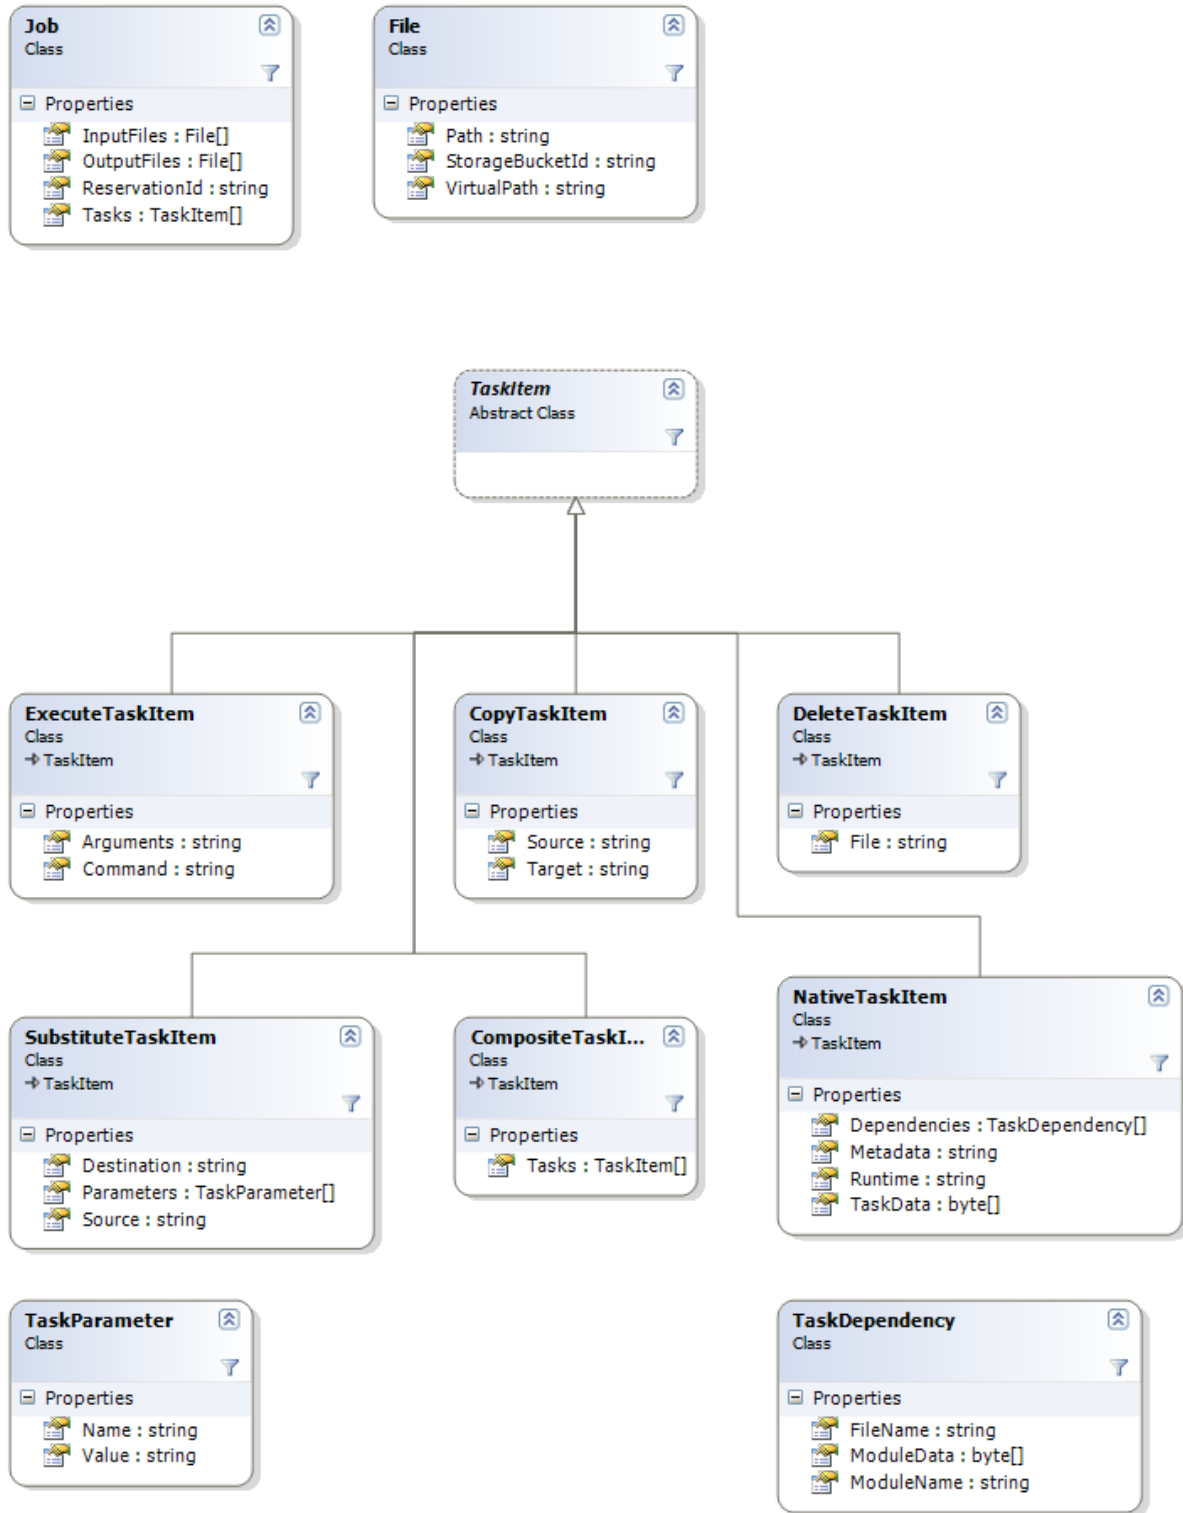 Job
Class
Properties
InputFiles : File[]
OutputFiles : File[]
ReservationId : string
Tasks : TaskItem[]
File
Class
Properties
Path : string
StorageBucketId : string
VirtualPath : string
TaskItem
Abstract Class
ExecuteTaskItem
Class
TaskItem
Properties
Arguments : string
Command : string
CopyTaskItem
Class
TaskItem
Properties
Source : string
Target : string
DeleteTaskItem
Class
TaskItem
Properties
File : string
SubstituteTaskItem
Class
TaskItem
Properties
Destination : string
Parameters : TaskParameter[]
Source : string
CompositeTaskI...
Class
TaskItem
Properties
Tasks : TaskItem[]
NativeTaskItem
Class
TaskItem
Properties
Dependencies : TaskDependency[]
Metadata : string
Runtime : string
TaskData : byte[]
TaskParameter
Class
Properties
Name : string
Value : string
TaskDependency
Class
Properties
FileName : string
ModuleData : byte[]
ModuleName : string